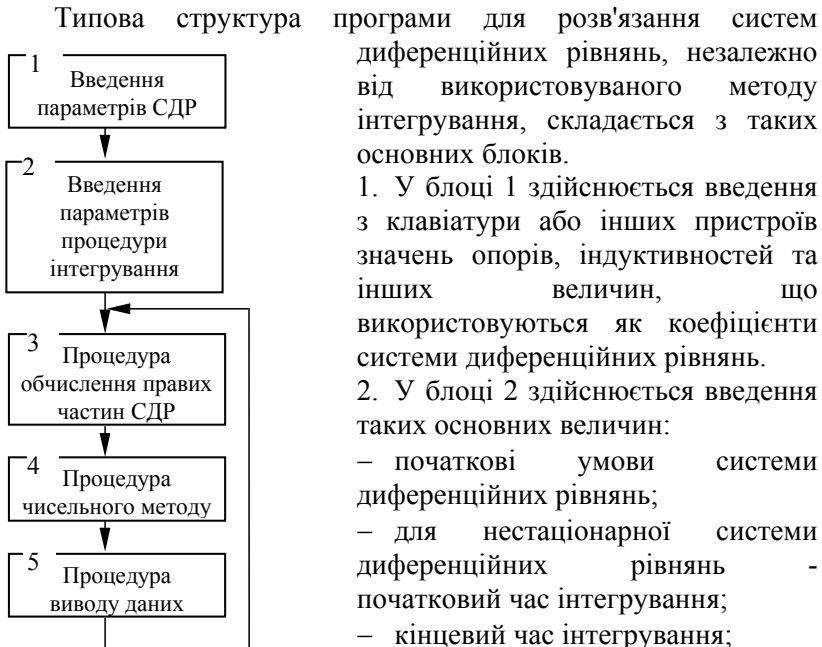 Типова структура програми для розв'язання систем
диференційних рівнянь, незалежно
від використовуваного методу
інтегрування, складається з таких
основних блоків.
1. У блоці 1 здійснюється введення
з клавіатури або інших пристроїв
значень опорів, індуктивностей та
інших величин, що
використовуються як коефіцієнти
системи диференційних рівнянь.
2. У блоці 2 здійснюється введення
таких основних величин:
− початкові умови системи
диференційних рівнянь;
− для нестаціонарної системи
диференційних рівнянь -
початковий час інтегрування;
− кінцевий час інтегрування;
1
Введення
параметрів СДР
2
Введення
параметрів
процедури
інтегрування
3
Процедура
обчислення правих
частин СДР
4
Процедура
чисельного методу
5
Процедура
виводу даних